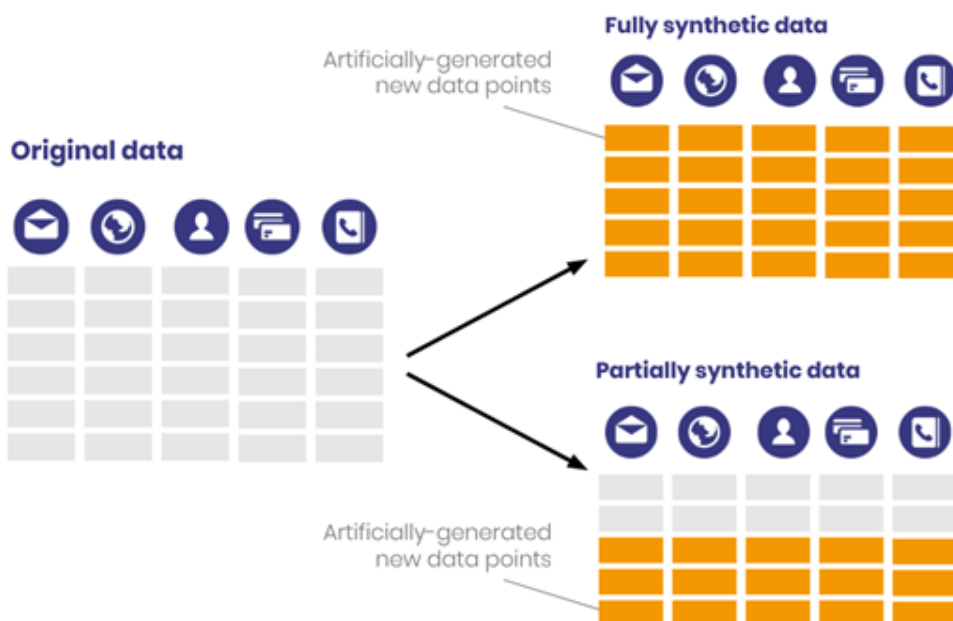 Fully synthetic data
Artificially-generated
new data points
Original data
Partially synthetic data
Artificially-generated
new data points